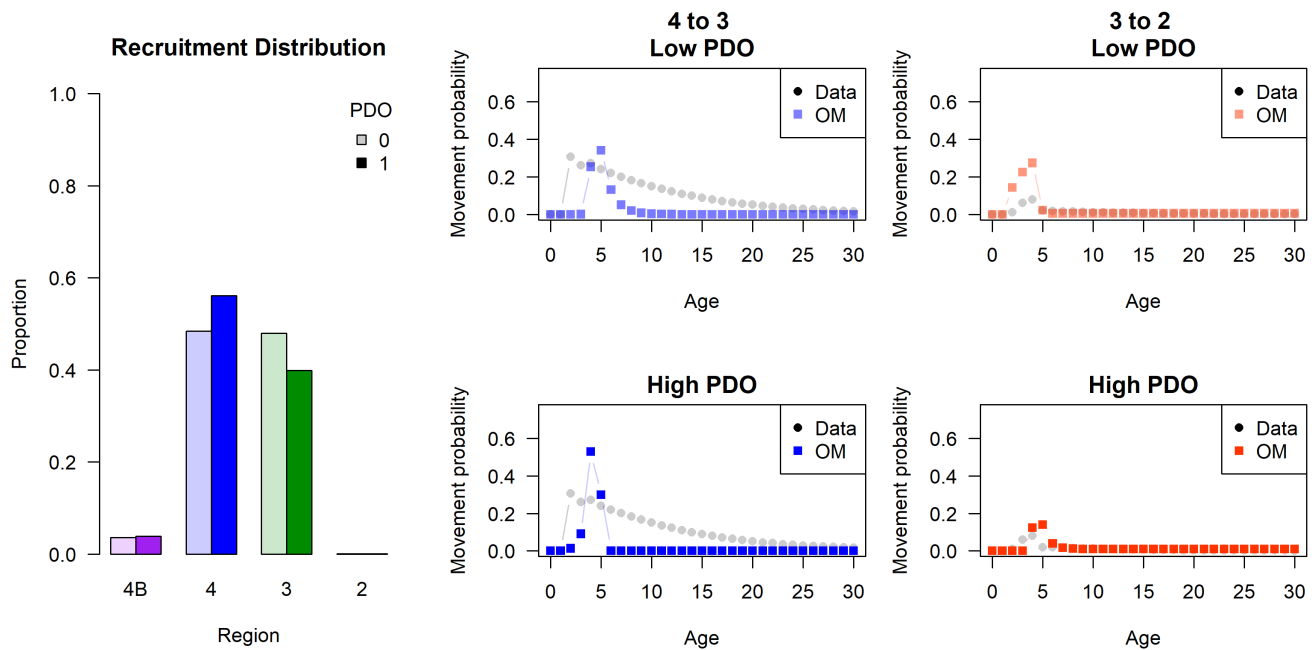 Recruitment Distribution
Proportion
1.0
0.8
0.6
0.4
0.2
0.0
PDO
0
1
4B
4
3
2
Region
4 to 3
Low PDO
Movement probability
0.6
0.4
0.2
0.0
Data
OM
0 5 10 15 20 25 30
Age
3 to 2
Low PDO
Movement probability
0.6
0.4
0.2
0.0
Data
OM
0 5 10 15 20 25 30
Age
High PDO
Movement probability
0.6
0.4
0.2
0.0
Data
OM
0 5 10 15 20 25 30
Age
High PDO
Movement probability
0.6
0.4
0.2
0.0
Data
OM
0 5 10 15 20 25 30
Age